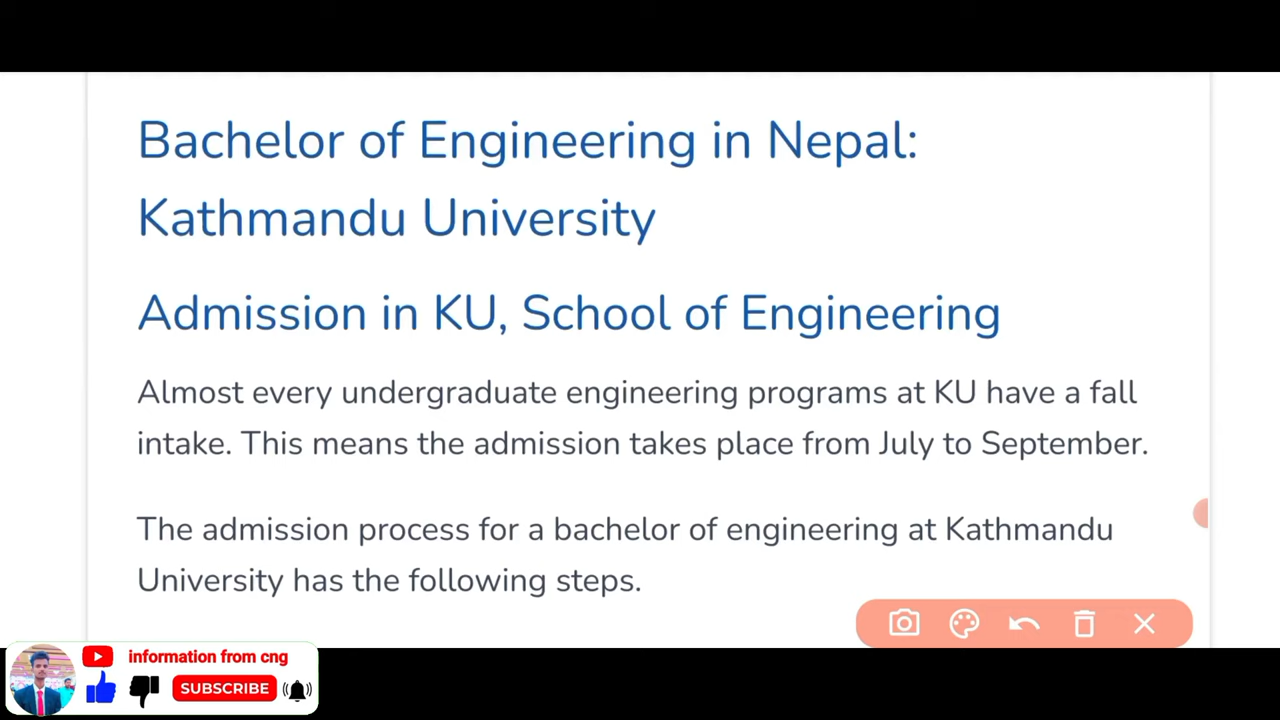 Bachelor of Engineering in Nepal:
Kathmandu University
Admission in KU, School of Engineering
Almost every undergraduate engineering programs at KU have a fall
intake. This means the admission takes place from July to September.
The admission process for a bachelor of engineering at Kathmandu
University has the following steps.
information from cng
SUBSCRIBE